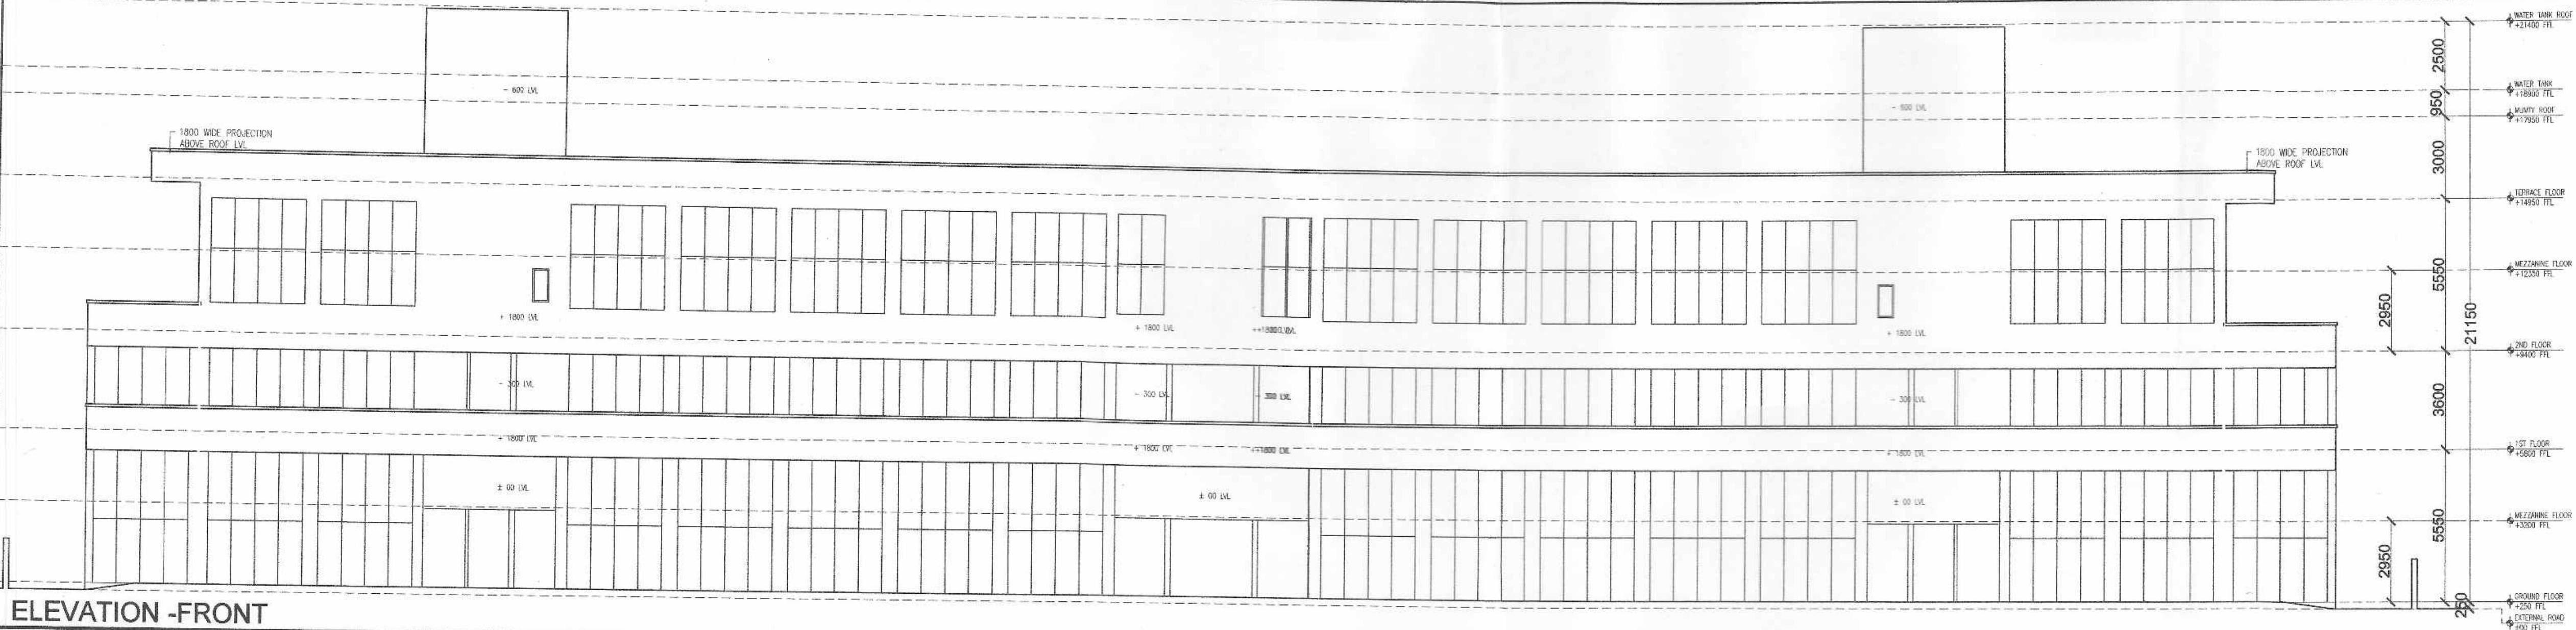 WATER TANK ROOF
+21400 FFL
2500
- 600 LVL
- 600 LVL
WATER TANK
+18900 FFL
950
MUMTY ROOF
+17950 FFL
1800 WIDE PROJECTION
ABOVE ROOF LVL
1800 WIDE PROJECTION
ABOVE ROOF LVL
3000
TERRACE FLOOR
+14950 FFL
MEZZANINE FLOOR
+12350 FFL
5550
2950
21150
+ 1800 LVL
+ 1800 LVL
+ 1800 LVL
2ND FLOOR
+9400 FFL
- 300 LVL
- 300 LVL
- 300 LVL
- 300 LVL
3600
+ 1800 LVL
+ 1800 LVL
+ 1800 LVL
1ST FLOOR
+5800 FFL
± 00 LVL
± 00 LVL
± 00 LVL
MEZZANINE FLOOR
+3200 FFL
5550
2950
GROUND FLOOR
+250 FFL
250
ELEVATION -FRONT
EXTERNAL ROAD
+00 FFL